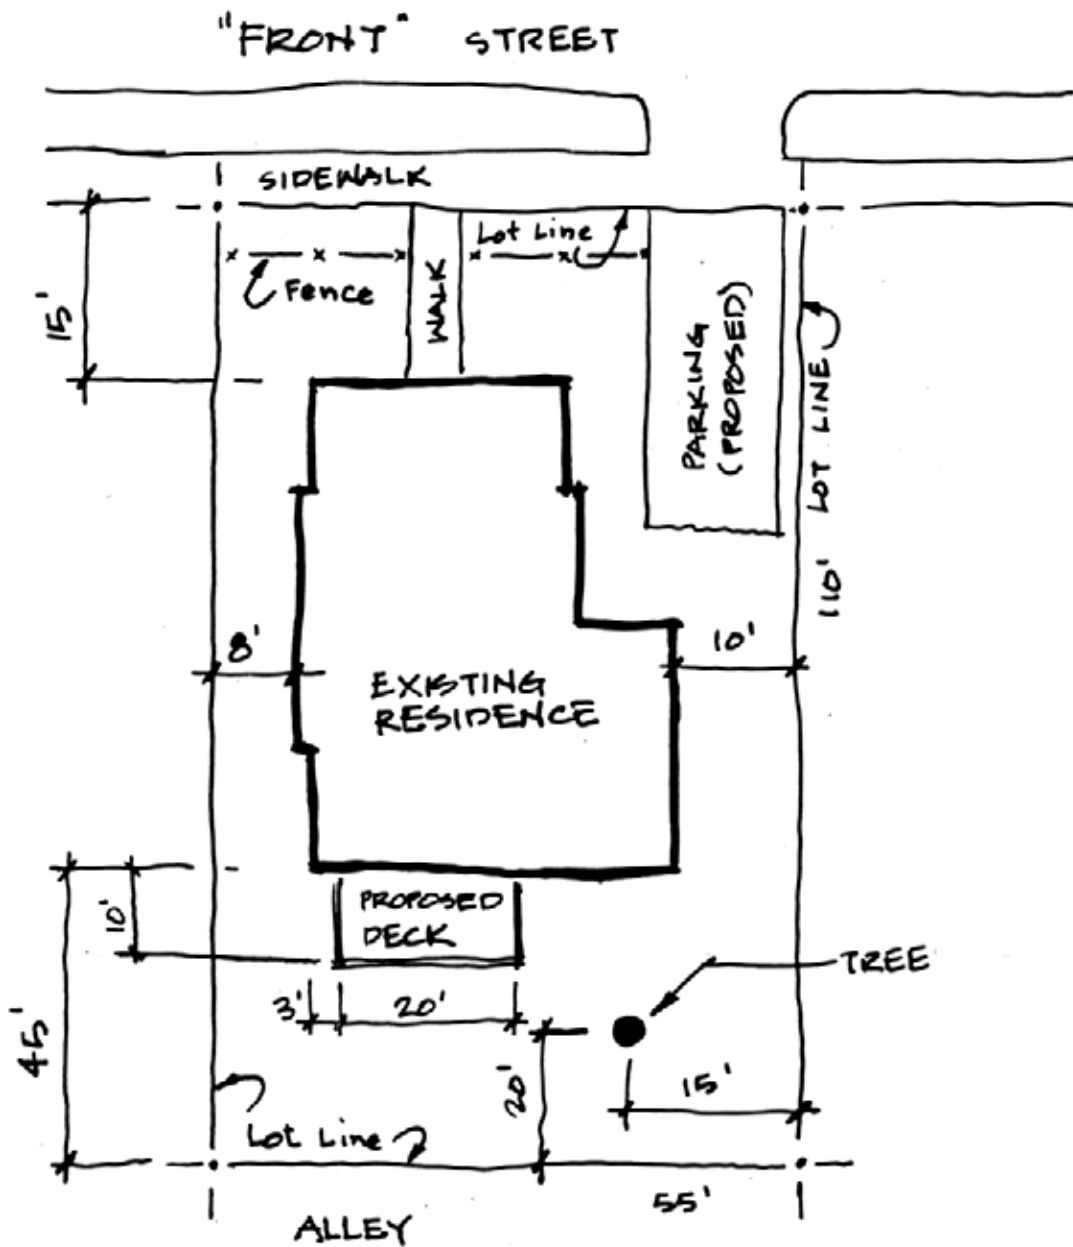 "FRONT" STREET
SIDEWALK
Lot Line
Fence
WALK
15'
PARKING
(PROPOSED)
LOT LINE
110'
8'
10'
EXISTING
RESIDENCE
PROPOSED
DECK
10'
TREE
3'
20'
45'
20'
15'
Lot Line
55'
ALLEY